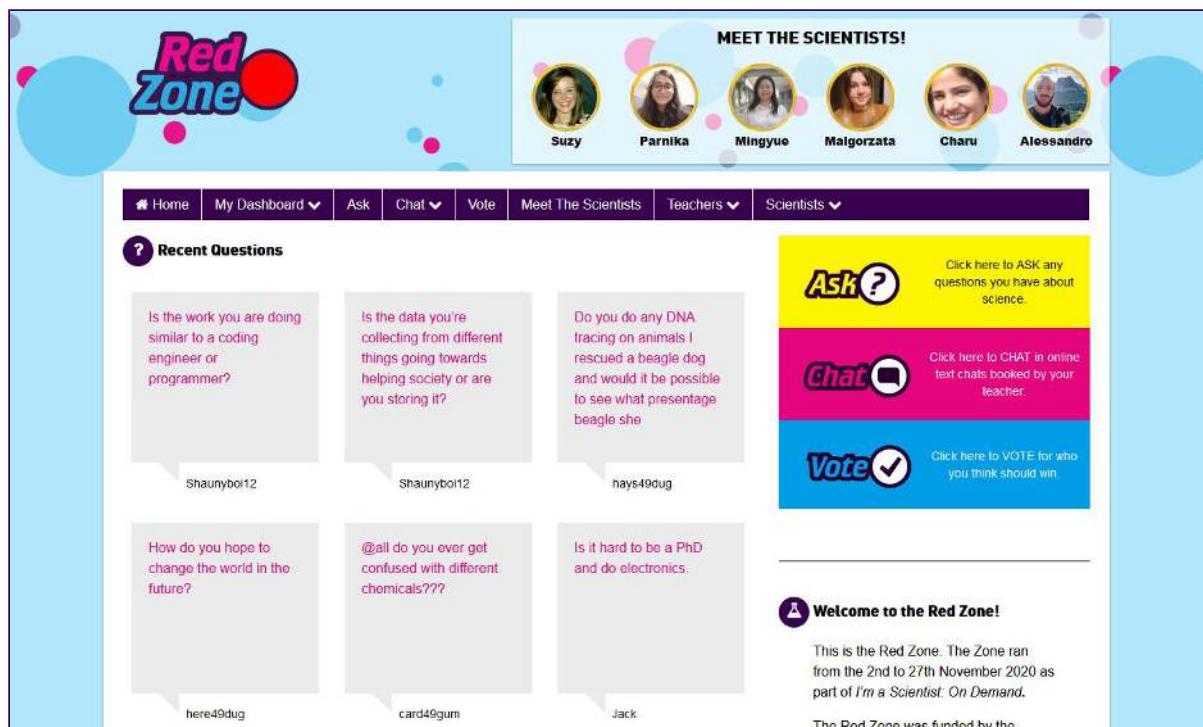 Red
Zone
MEET THE SCIENTISTS!
Suzy Parnika Mingyue Malgorzata Charu Alessandro
Home My Dashboard Ask Chat Vote Meet The Scientists Teachers Scientists
? Recent Questions
Is the work you are doing
similar to a coding
engineer or
programmer?
Shaunyboi12
Is the data you're
collecting from different
things going towards
helping society or are
you storing it?
Shaunyboi12
Do you do any DNA
tracing on animals I
rescued a beagle dog
and would it be possible
to see what presentage
beagle she
hays49dug
How do you hope to
change the world in the
future?
here49dug
@all do you ever get
confused with different
chemicals???
card49gum
Is it hard to be a PhD
and do electronics.
Jack
Ask?
Click here to ASK any
questions you have about
science.
Chat
Click here to CHAT in online
text chats booked by your
teacher.
Vote
Click here to VOTE for who
you think should win.
Welcome to the Red Zone!
This is the Red Zone. The Zone ran
from the 2nd to 27th November 2020 as
part of I'm a Scientist: On Demand.
The Red Zone was funded by the